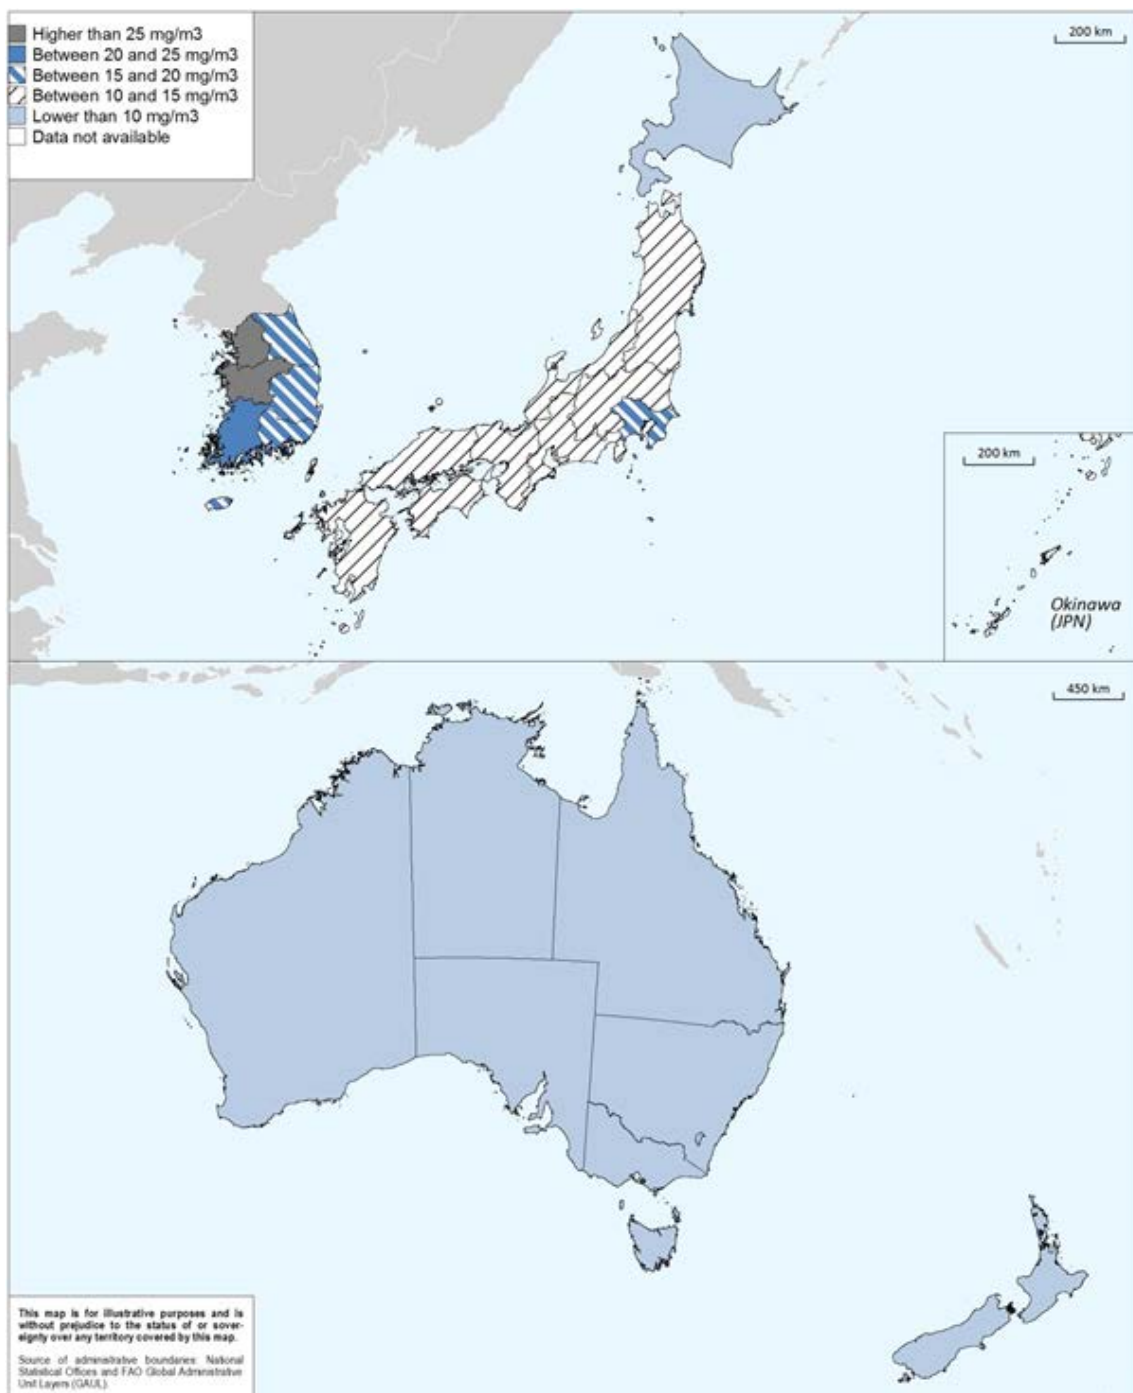 Higher than 25 mg/m3
Between 20 and 25 mg/m3
Between 15 and 20 mg/m3
Between 10 and 15 mg/m3
Lower than 10 mg/m3
Data not available
200 km
200 km
Okinawa
(JPN)
450 km
This map is for illustrative purposes and is
without prejudice to the status of or sover-
eignty over any territory covered by this map.
Source of administrative boundaries: National
Statistical Offices and FAO Global Administrative
Unit Layers (GAUL).